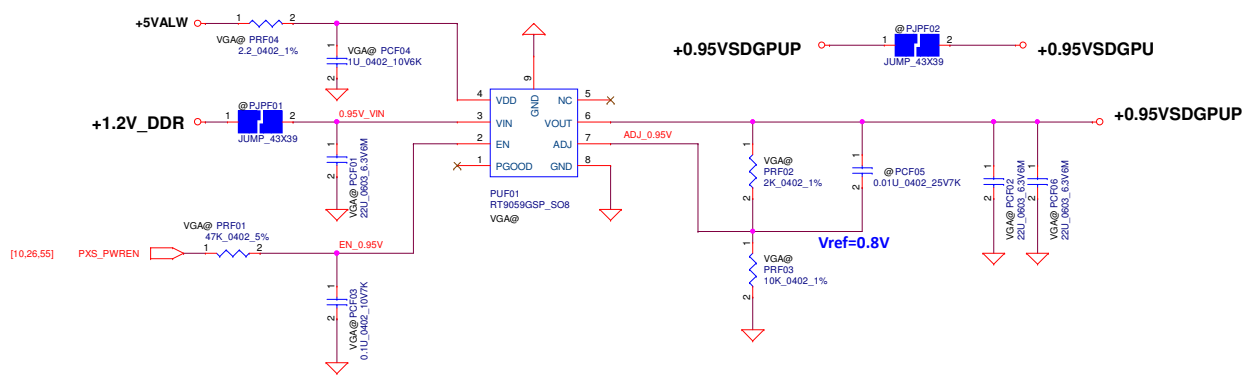 +5VALW
1
2
VGA@ PRF04
2.2_0402_1%
1
2
VGA@ PCF04
1U_0402_10V6K
@PJPF01
+1.2V_DDR
1
2
JUMP_43X39
0.95V_VIN
1
2
VGA@ PCF01
22U_0603_6.3V6M
[10,26,55]
PXS_PWREN
VGA@ PRF01
47K_0402_5%
1
2
EN_0.95V
1
2
VGA@ PCF03
0.1U_0402_10V7K
9
GND
4
VDD
3
VIN
2
EN
1
PGOOD
NC
5
VOUT
6
ADJ
7
GND
8
PUF01
RT9059GSP_SO8
VGA@
ADJ_0.95V
@PJPF02
+0.95VSDGPUP
1
2
+0.95VSDGPU
JUMP_43X39
+0.95VSDGPUP
1
2
VGA@
PRF02
2K_0402_1%
1
2
@PCF05
0.01U_0402_25V7K
1
2
VGA@ PCF02
22U_0603_6.3V6M
1
2
VGA@ PCF06
22U_0603_6.3V6M
Vref=0.8V
1
2
VGA@
PRF03
10K_0402_1%